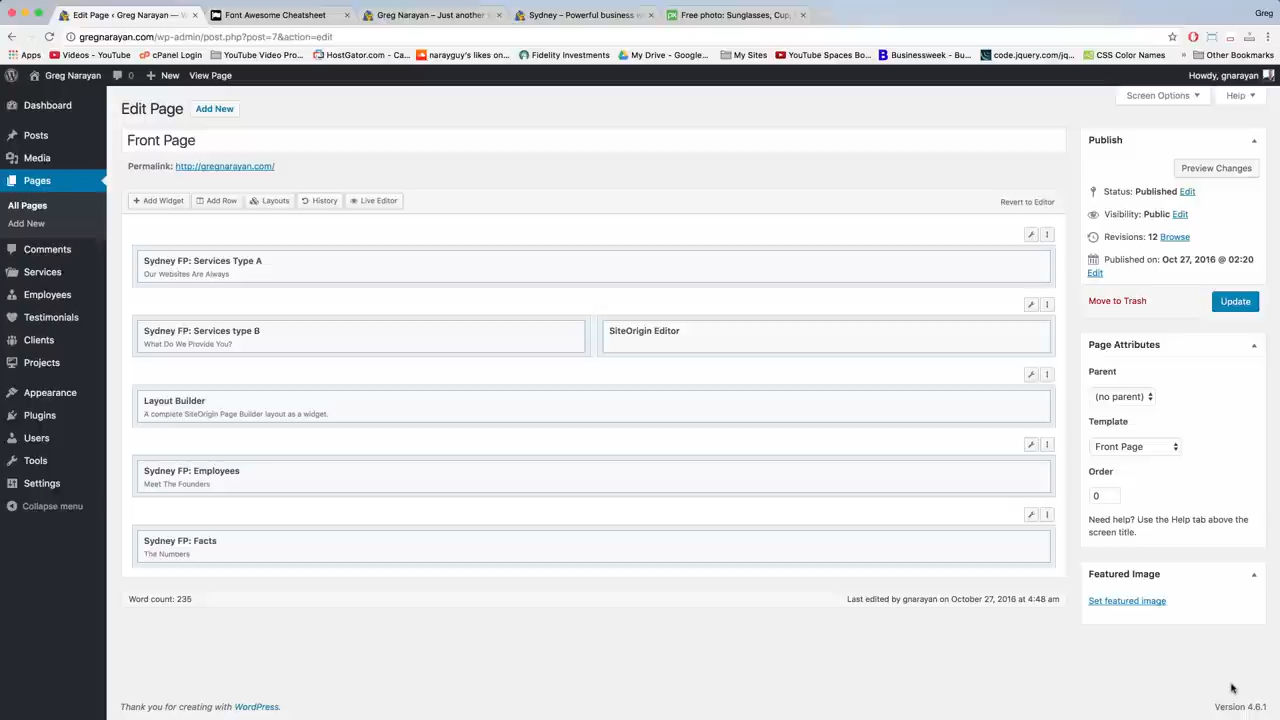 Edit Page ‹ Greg Narayan — W
Font Awesome Cheatsheet
Greg Narayan – Just another
Sydney – Powerful business w
Free photo: Sunglasses, Cup,
Greg
gregnarayan.com/wp-admin/post.php?post=7&action=edit
Apps
Videos - YouTube
cPanel Login
YouTube Video Action...
HostGator.com - Ca...
narayguy's likes on...
Fidelity Investments
My Drive - Google...
My Sites
YouTube Spaces Bo...
Businessweek - Bu...
code.jquery.com/jq...
CSS Color Names
Other Bookmarks
Greg Narayan
0
New
View Page
Howdy, gnarayan
Dashboard
Posts
Media
Pages
All Pages
Add New
Comments
Services
Employees
Testimonials
Clients
Projects
Appearance
Plugins
Users
Tools
Settings
Collapse menu
Screen Options
Help
Edit Page
Add New
Front Page
Permalink: http://gregnarayan.com/
Add Widget
Add Row
Layouts
History
Live Editor
Revert to Editor
Sydney FP: Services Type A
Our Websites Are Always
Sydney FP: Services type B
What Do We Provide You?
SiteOrigin Editor
Layout Builder
A complete SiteOrigin Page Builder layout as a widget.
Sydney FP: Employees
Meet The Founders
Sydney FP: Facts
The Numbers
Word count: 235
Last edited by gnarayan on October 27, 2016 at 4:48 am
Publish
Preview Changes
Status: Published Edit
Visibility: Public Edit
Revisions: 12 Browse
Published on: Oct 27, 2016 @ 02:20
Edit
Move to Trash
Update
Page Attributes
Parent
(no parent)
Template
Front Page
Order
0
Need help? Use the Help tab above the
screen title.
Featured Image
Set featured image
Thank you for creating with WordPress.
Version 4.6.1